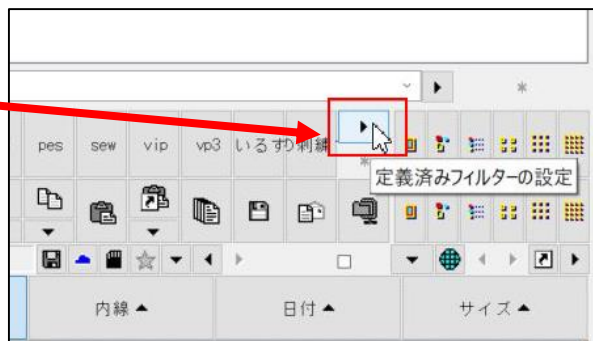 *
pes sew vip vp3 いるす り刺繍
*
定義済みフィルターの設定
内線▲ 日付▲ サイズ▲